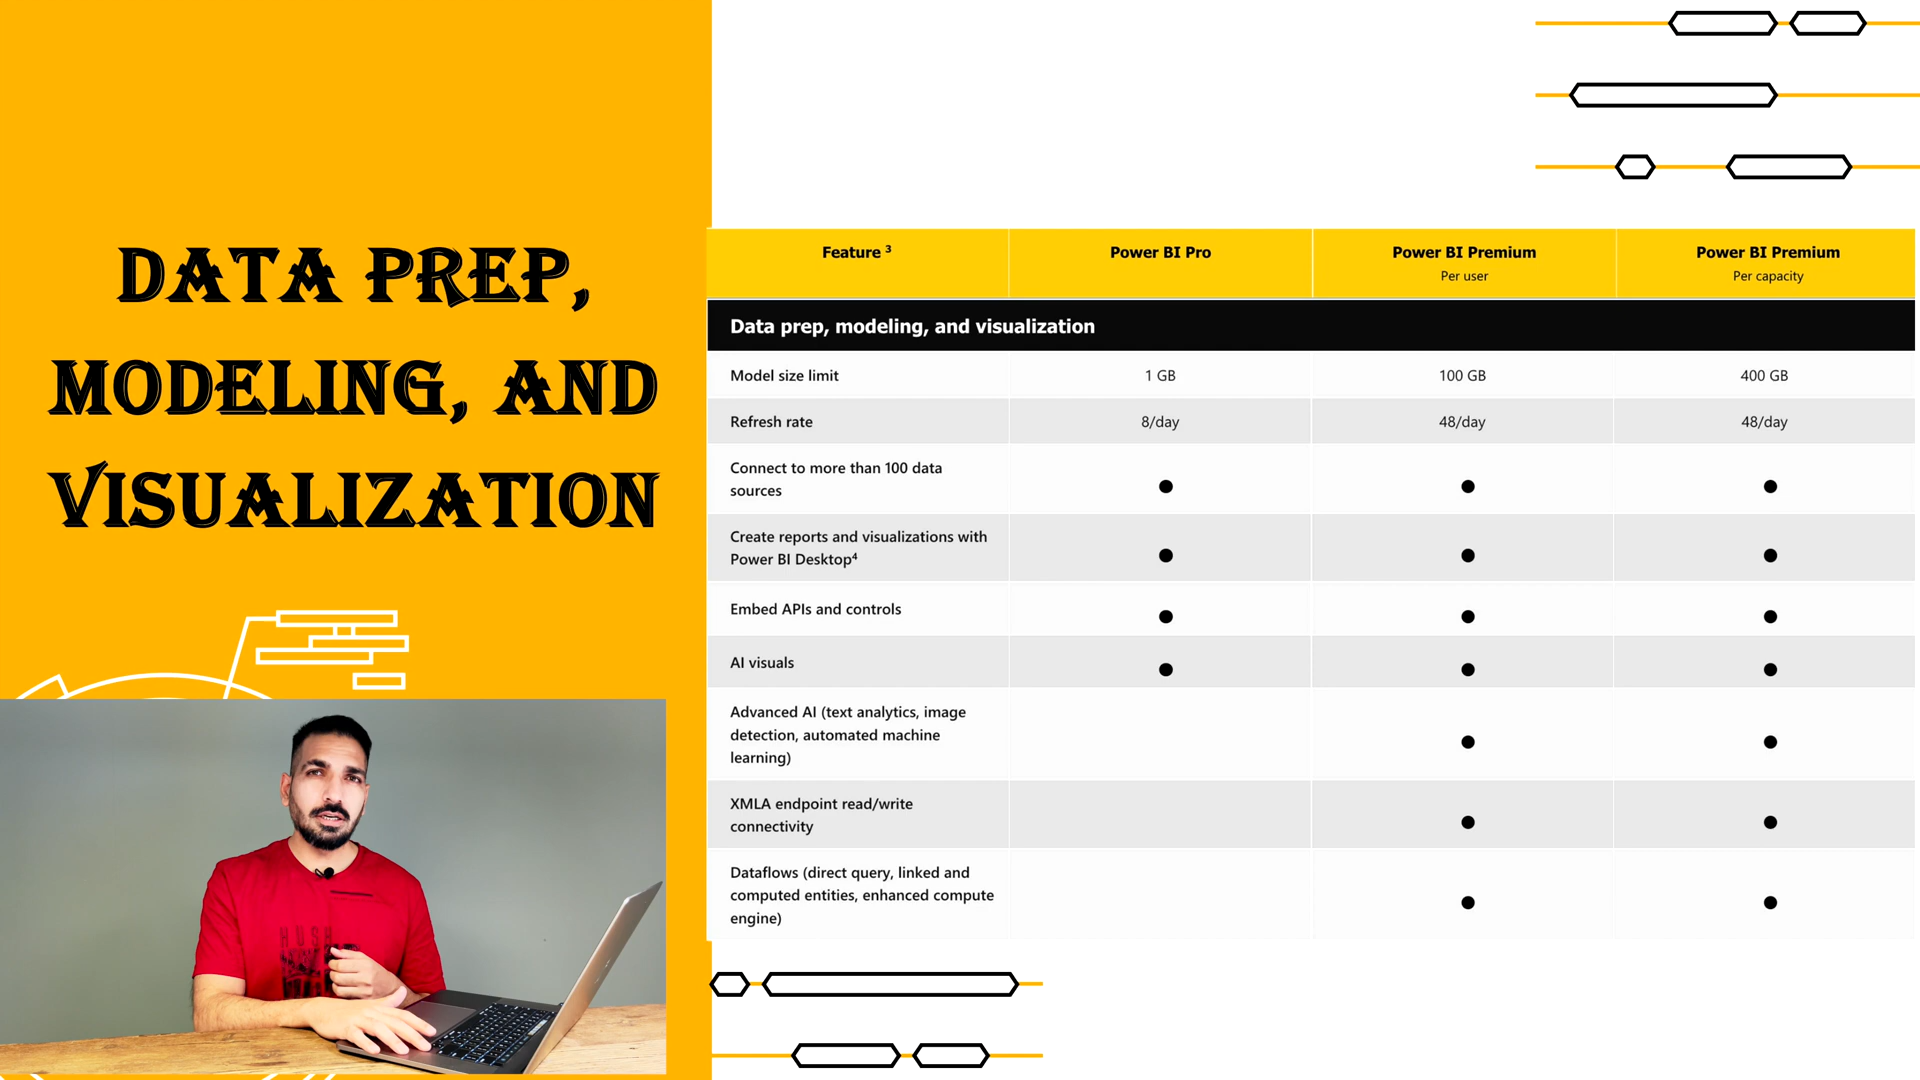 DATA PREP,
MODELING, AND
VISUALIZATION
Feature ³ Power BI Pro Power BI Premium Power BI Premium
Per user Per capacity
Data prep, modeling, and visualization
Model size limit 1 GB 100 GB 400 GB
Refresh rate 8/day 48/day 48/day
Connect to more than 100 data
sources ● ● ●
Create reports and visualizations with
Power BI Desktop⁴ ● ● ●
Embed APIs and controls ● ● ●
AI visuals ● ● ●
Advanced AI (text analytics, image
detection, automated machine ● ●
learning)
XMLA endpoint read/write
connectivity ● ●
Dataflows (direct query, linked and
computed entities, enhanced compute ● ●
engine)